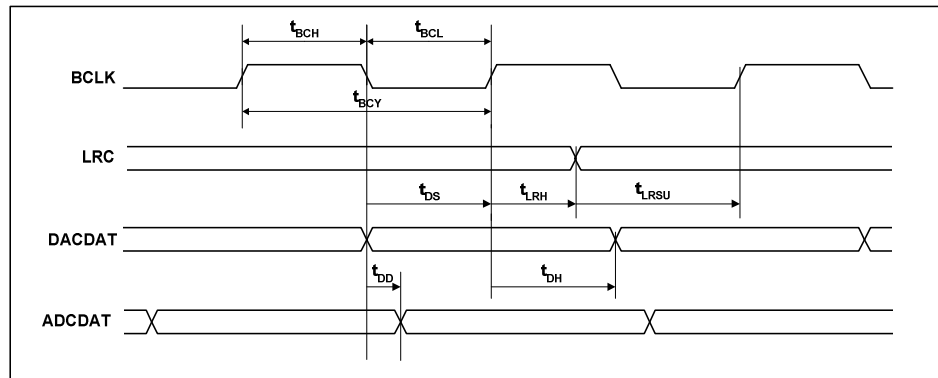 tBCH tBCL
BCLK
tBCY
LRC
tDS tLRH tLRSU
DACDAT
tDD tDH
ADCDAT